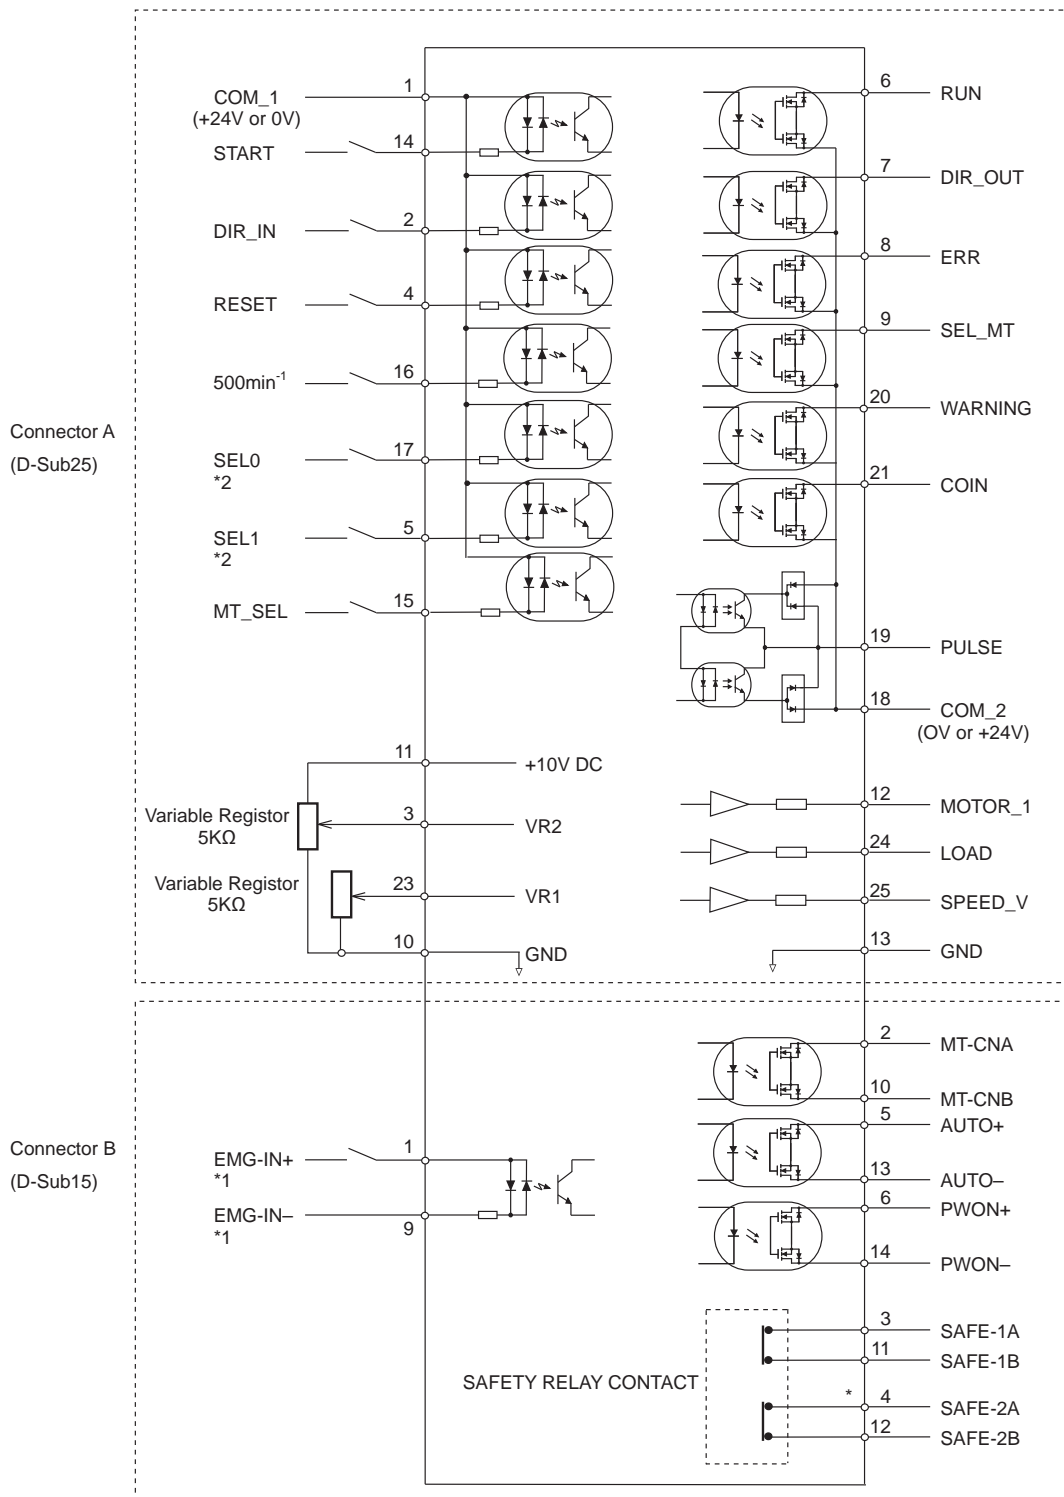 Connector A
(D-Sub25)
COM_1
(+24V or 0V)
1
START
14
DIR_IN
2
RESET
4
500min-1
16
SEL0
*2
17
SEL1
*2
5
MT_SEL
15
6
RUN
7
DIR_OUT
8
ERR
9
SEL_MT
20
WARNING
21
COIN
19
PULSE
18
COM_2
(OV or +24V)
11
+10V DC
Variable Registor
5KΩ
3
VR2
Variable Registor
5KΩ
23
VR1
10
GND
12
MOTOR_1
24
LOAD
25
SPEED_V
13
GND
Connector B
(D-Sub15)
EMG-IN+
*1
1
EMG-IN–
*1
9
2
MT-CNA
10
MT-CNB
5
AUTO+
13
AUTO–
6
PWON+
14
PWON–
SAFETY RELAY CONTACT
3
SAFE-1A
11
SAFE-1B
*
4
SAFE-2A
12
SAFE-2B